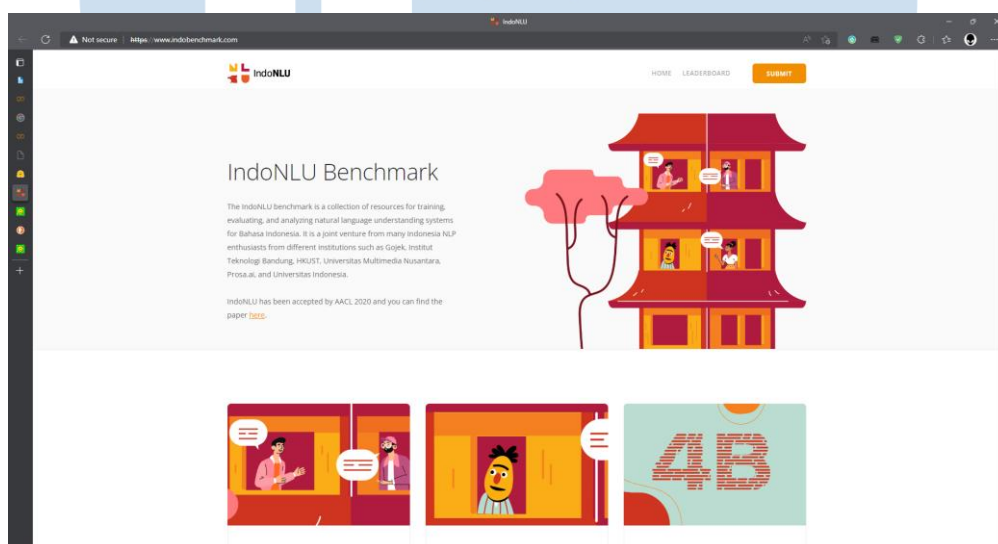 IndoNLU
Not secure
https://www.indobenchmark.com
IndoNLU
HOME LEADERBOARD SUBMIT
IndoNLU Benchmark
The IndoNLU benchmark is a collection of resources for training,
evaluating, and analyzing natural language understanding systems
for Bahasa Indonesia. It is a joint venture from many Indonesia NLP
enthusiasts from different institutions such as Gojek, Institut
Teknologi Bandung, HKUST, Universitas Multimedia Nusantara,
Prosa.ai, and Universitas Indonesia.
IndoNLU has been accepted by AACL 2020 and you can find the
paper here.
4B